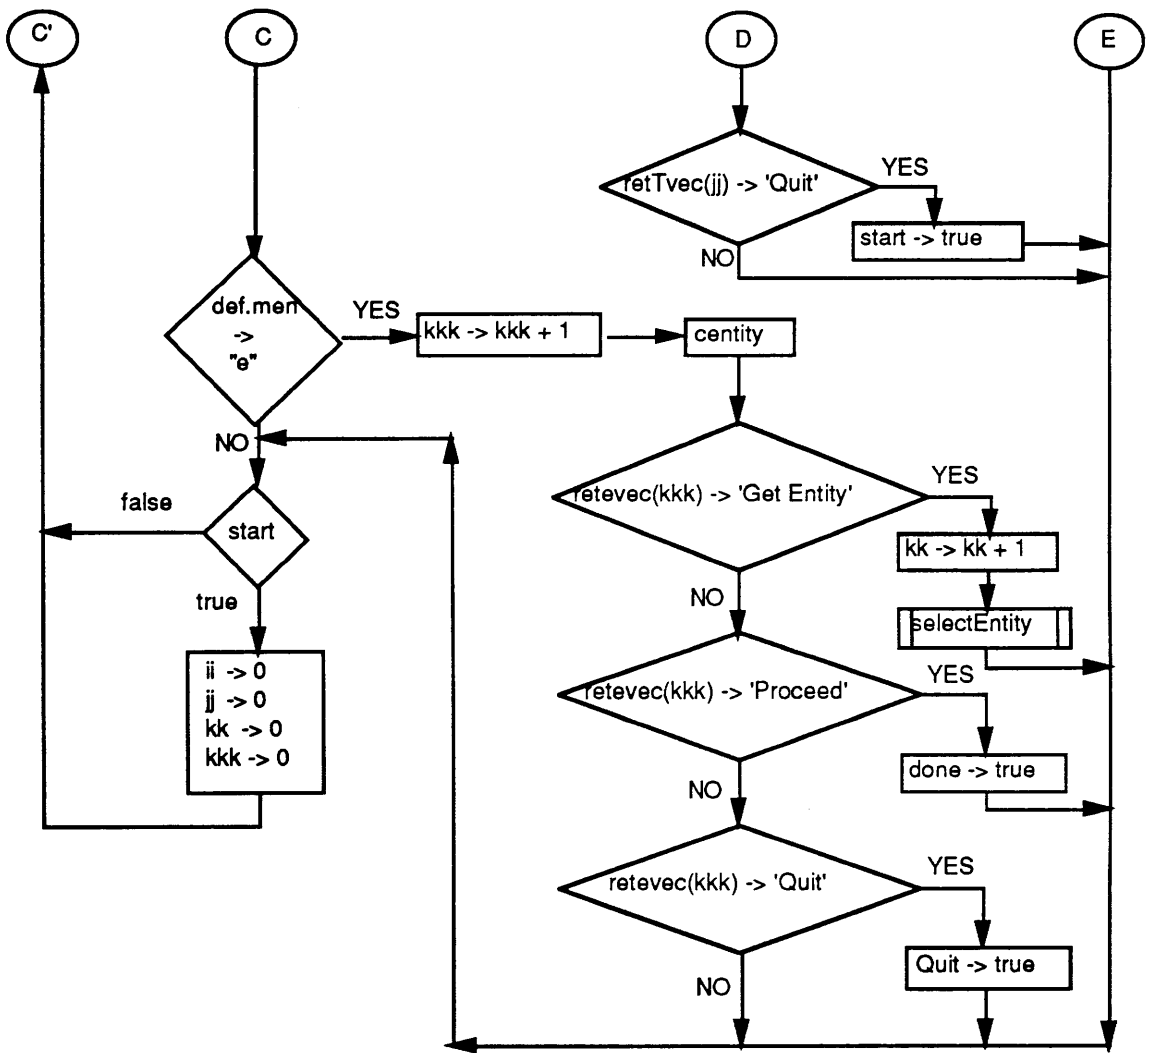 C'
C
D
E
retTvec(jj) -> 'Quit'
YES
start -> true
NO
def.men
->
"e"
YES
kkk -> kkk + 1
centity
NO
retevec(kkk) -> 'Get Entity'
YES
kk -> kk + 1
selectEntity
false
start
true
NO
ii -> 0
jj -> 0
kk -> 0
kkk -> 0
retevec(kkk) -> 'Proceed'
YES
done -> true
NO
retevec(kkk) -> 'Quit'
YES
Quit -> true
NO